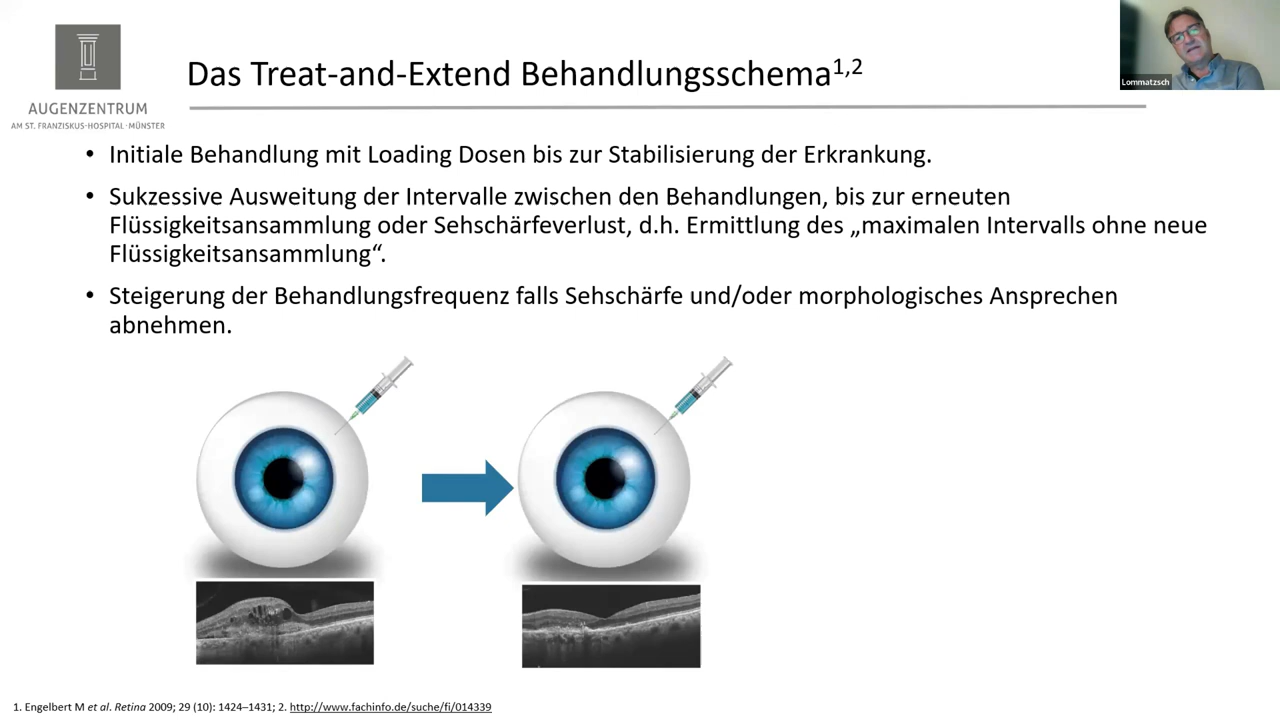 AUGENZENTRUM
AM ST. FRANZISKUS-HOSPITAL·MÜNSTER
Das Treat-and-Extend Behandlungsschema1,2
Lommatzsch
• Initiale Behandlung mit Loading Dosen bis zur Stabilisierung der Erkrankung.
• Sukzessive Ausweitung der Intervalle zwischen den Behandlungen, bis zur erneuten
Flüssigkeitsansammlung oder Sehschärfeverlust, d.h. Ermittlung des „maximalen Intervalls ohne neue
Flüssigkeitsansammlung“.
• Steigerung der Behandlungsfrequenz falls Sehschärfe und/oder morphologisches Ansprechen
abnehmen.
1. Engelbert M et al. Retina 2009; 29 (10): 1424–1431; 2. http://www.fachinfo.de/suche/fi/014339